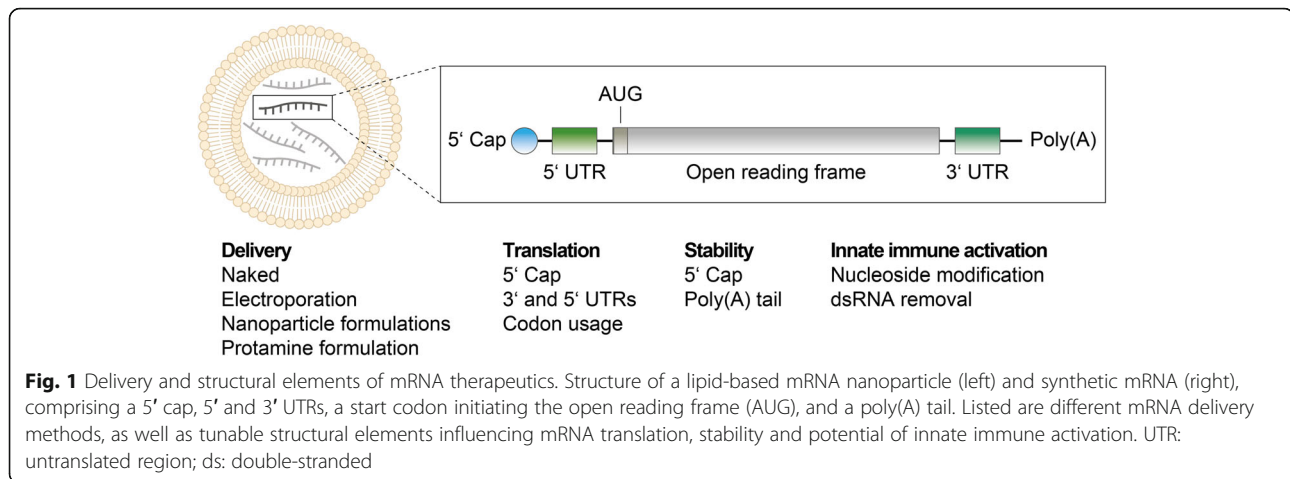 AUG
5‘ Cap
Poly(A)
5‘ UTR
Open reading frame
3‘ UTR
Delivery
Naked
Electroporation
Nanoparticle formulations
Protamine formulation
Translation
5‘ Cap
3‘ and 5‘ UTRs
Codon usage
Stability
5‘ Cap
Poly(A) tail
Innate immune activation
Nucleoside modification
dsRNA removal
Fig. 1 Delivery and structural elements of mRNA therapeutics. Structure of a lipid-based mRNA nanoparticle (left) and synthetic mRNA (right),
comprising a 5′ cap, 5′ and 3′ UTRs, a start codon initiating the open reading frame (AUG), and a poly(A) tail. Listed are different mRNA delivery
methods, as well as tunable structural elements influencing mRNA translation, stability and potential of innate immune activation. UTR:
untranslated region; ds: double-stranded